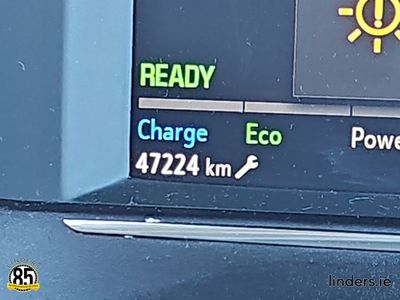 READY
Charge Eco Powe
47224 km
85
linders.ie